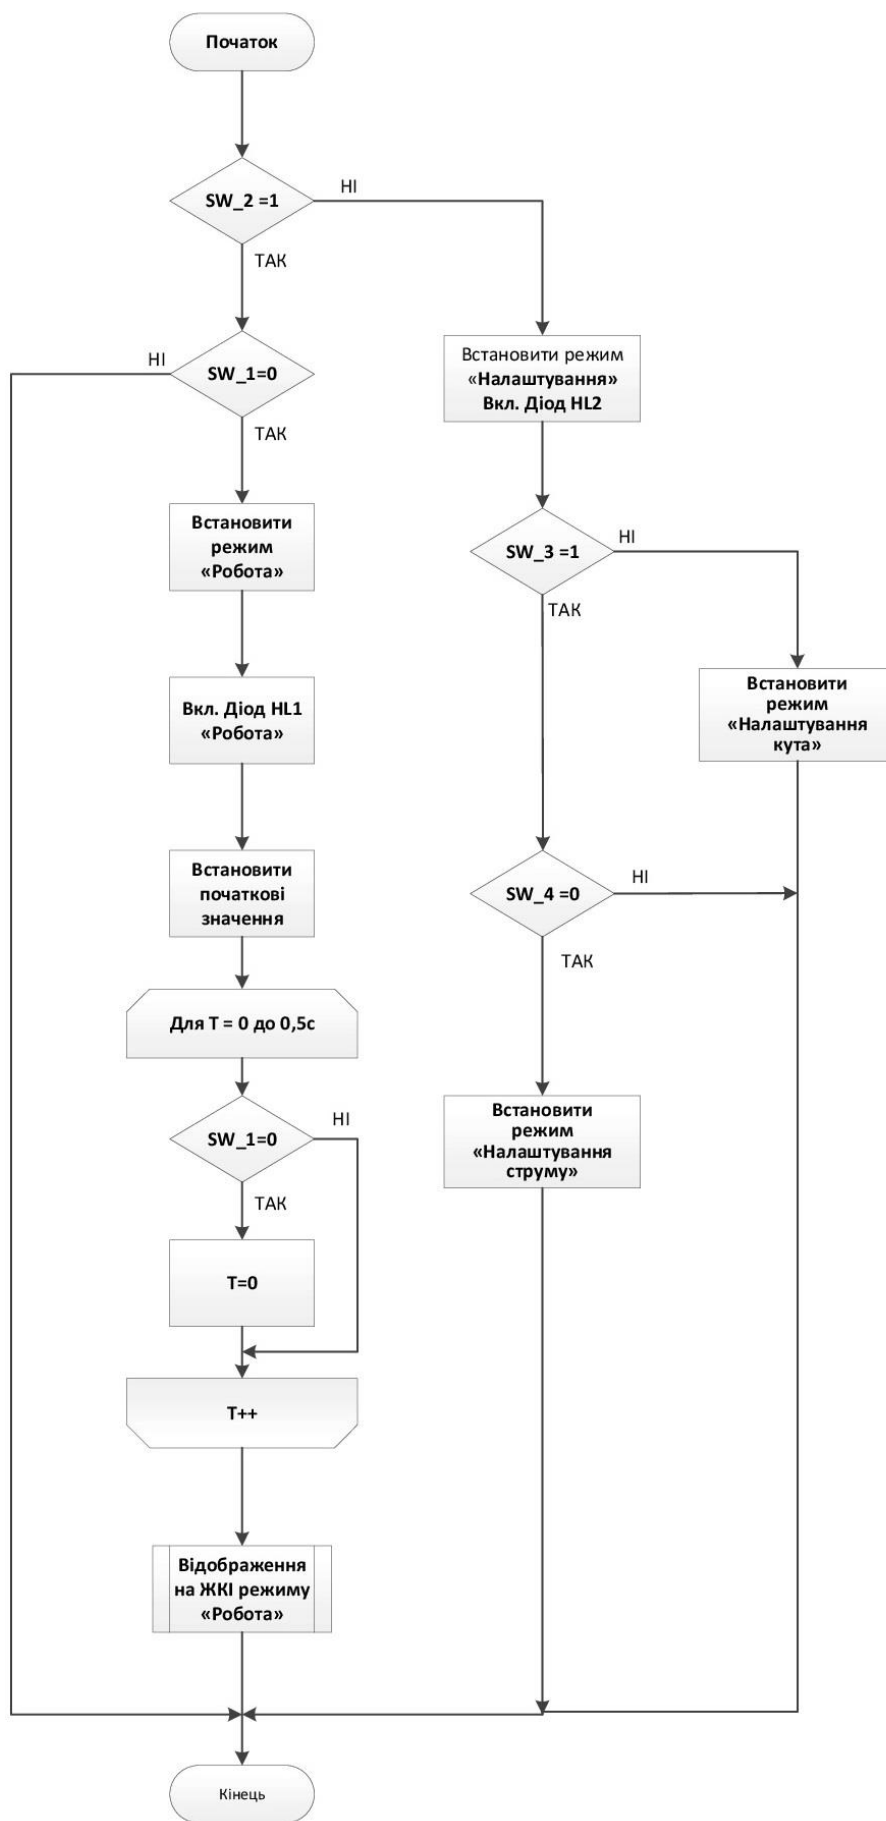 Початок
SW_2 =1
НІ
ТАК
SW_1=0
НІ
ТАК
Встановити
режим
«Робота»
Вкл. Діод HL1
«Робота»
Встановити
початкові
значення
Для T = 0 до 0,5с
SW_1=0
НІ
ТАК
T=0
T++
Відображення
на ЖКІ режиму
«Робота»
Встановити режим
«Налаштування»
Вкл. Діод HL2
SW_3 =1
НІ
ТАК
Встановити
режим
«Налаштування
кута»
SW_4 =0
НІ
ТАК
Встановити
режим
«Налаштування
струму»
Кінець